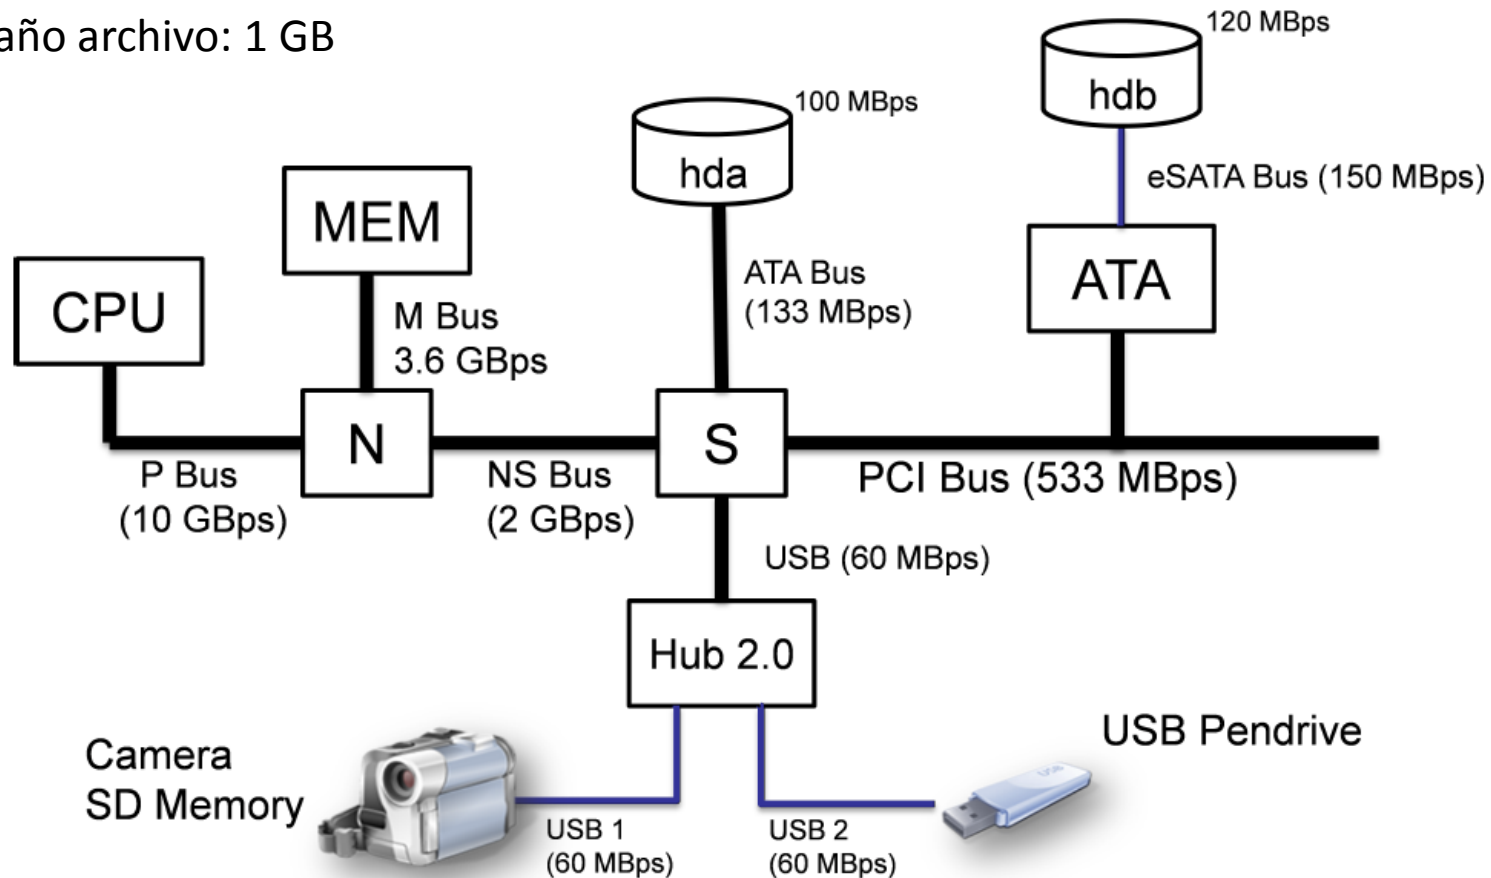 año archivo: 1 GB
120 MBps
hdb
100 MBps
hda
eSATA Bus (150 MBps)
MEM
ATA
CPU
ATA Bus
(133 MBps)
M Bus
3.6 GBps
N
S
P Bus
(10 GBps)
NS Bus
(2 GBps)
PCI Bus (533 MBps)
USB (60 MBps)
Hub 2.0
Camera
SD Memory
USB Pendrive
USB
USB 1
(60 MBps)
USB 2
(60 MBps)